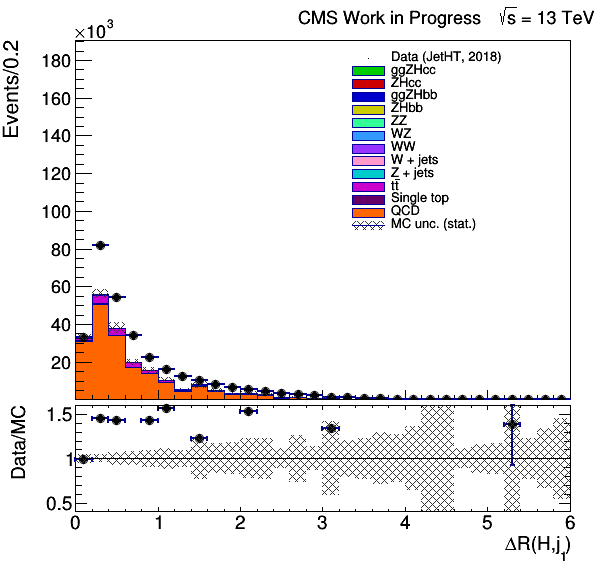 CMS Work in Progress √s = 13 TeV
×10³
Events/0.2
180
160
140
120
100
80
60
40
20
Data (JetHT, 2018)
ggZHcc
ZHcc
ggZHbb
ZHbb
ZZ
WZ
WW
W + jets
Z + jets
tt̄
Single top
QCD
MC unc. (stat.)
Data/MC
1.5
1
0.5
0 1 2 3 4 5 6
ΔR(H,j₁)